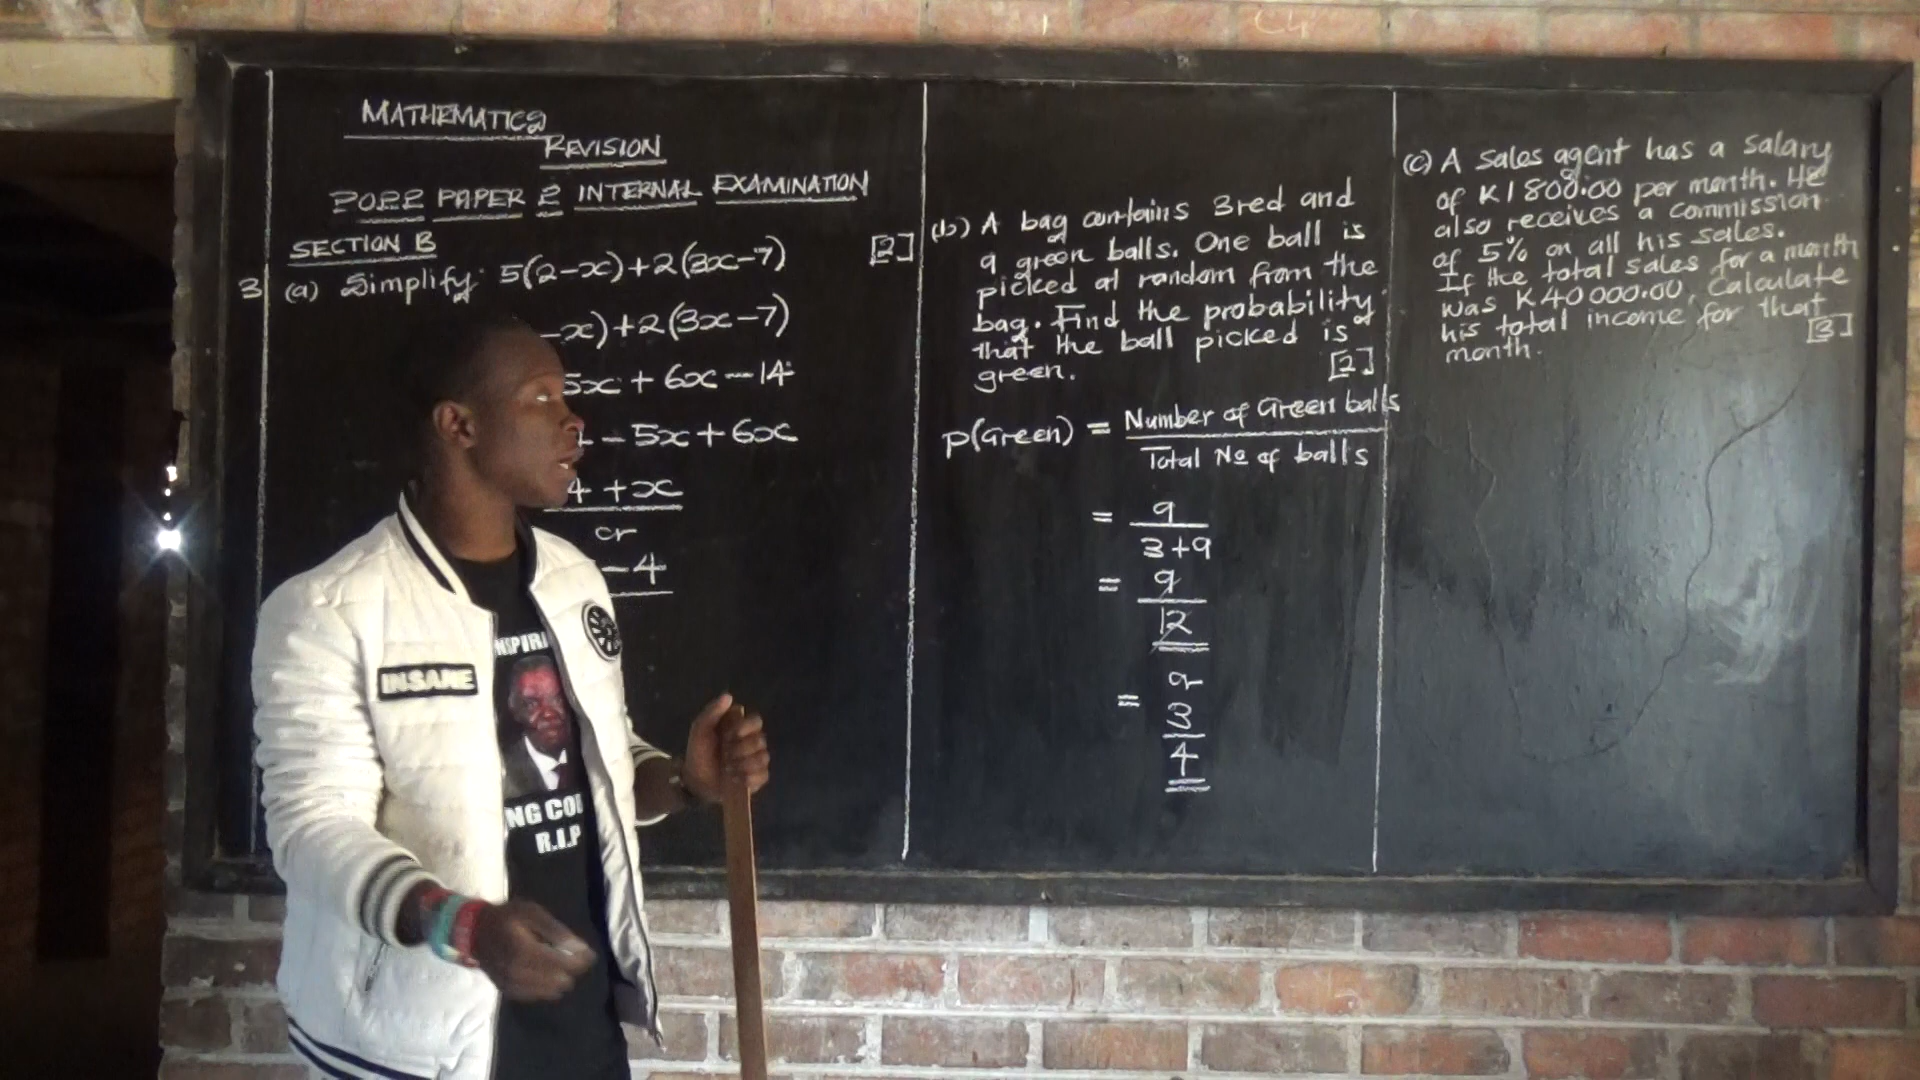 MATHEMATICS
REVISION
2022 PAPER 2 INTERNAL EXAMINATION
SECTION B
3 (a) Simplify 5(2-x)+2(3x-7) [2]
-x)+2(3x-7)
5x+6x-14
-5x+6x
4+x
or
-4
(b) A bag contains 3 red and
9 green balls. One ball is
picked at random from the
bag. Find the probability
that the ball picked is
green. [2]
P(Green) = Number of Green balls
Total No of balls
= 9
3+9
= 9
12
or
= 3
4
(c) A sales agent has a salary
of K1800.00 per month. He
also receives a commission
of 5% on all his sales.
If the total sales for a month
was K40000.00, Calculate
his total income for that
month. [3]
INSANE
NG CO
R.I.P